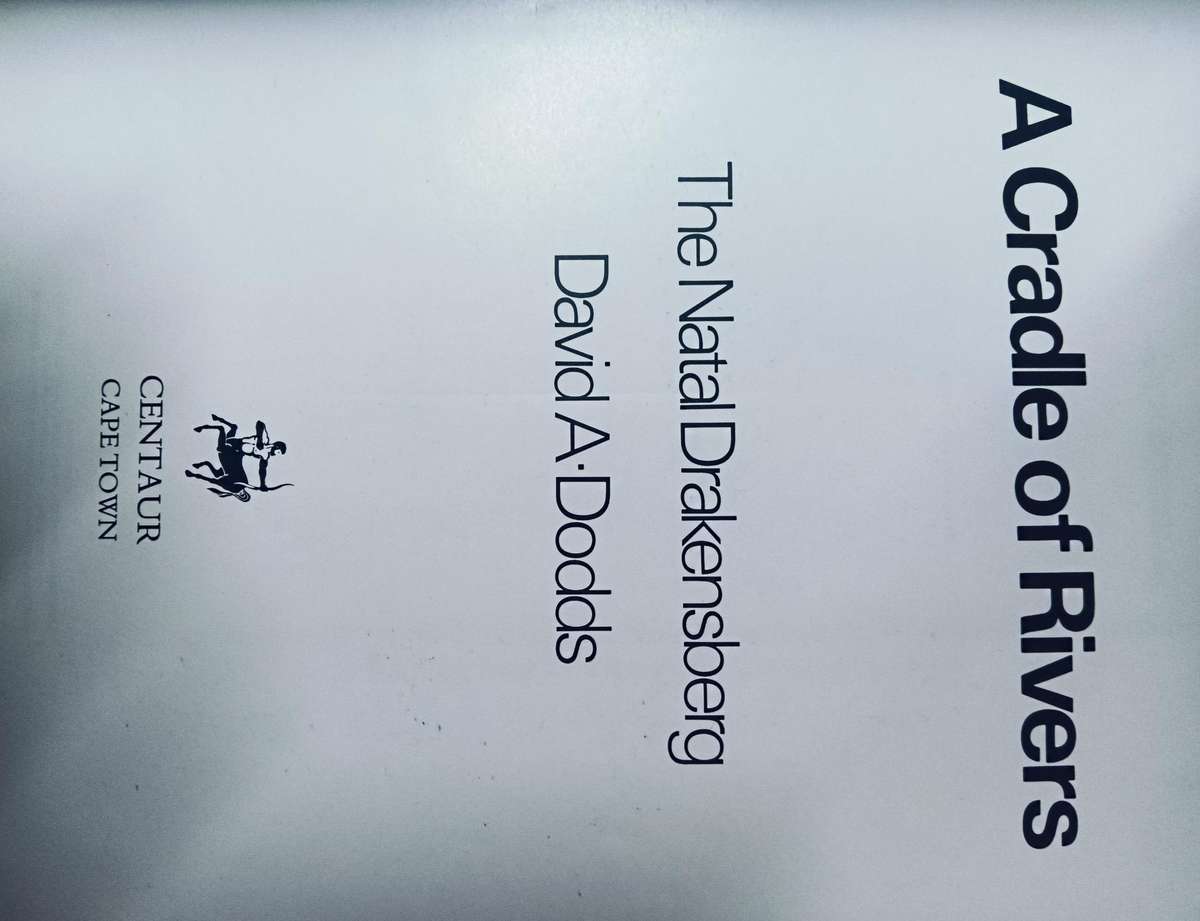 A Cradle of Rivers
The Natal Drakensberg
David A. Dodds
CENTAUR
CAPE TOWN